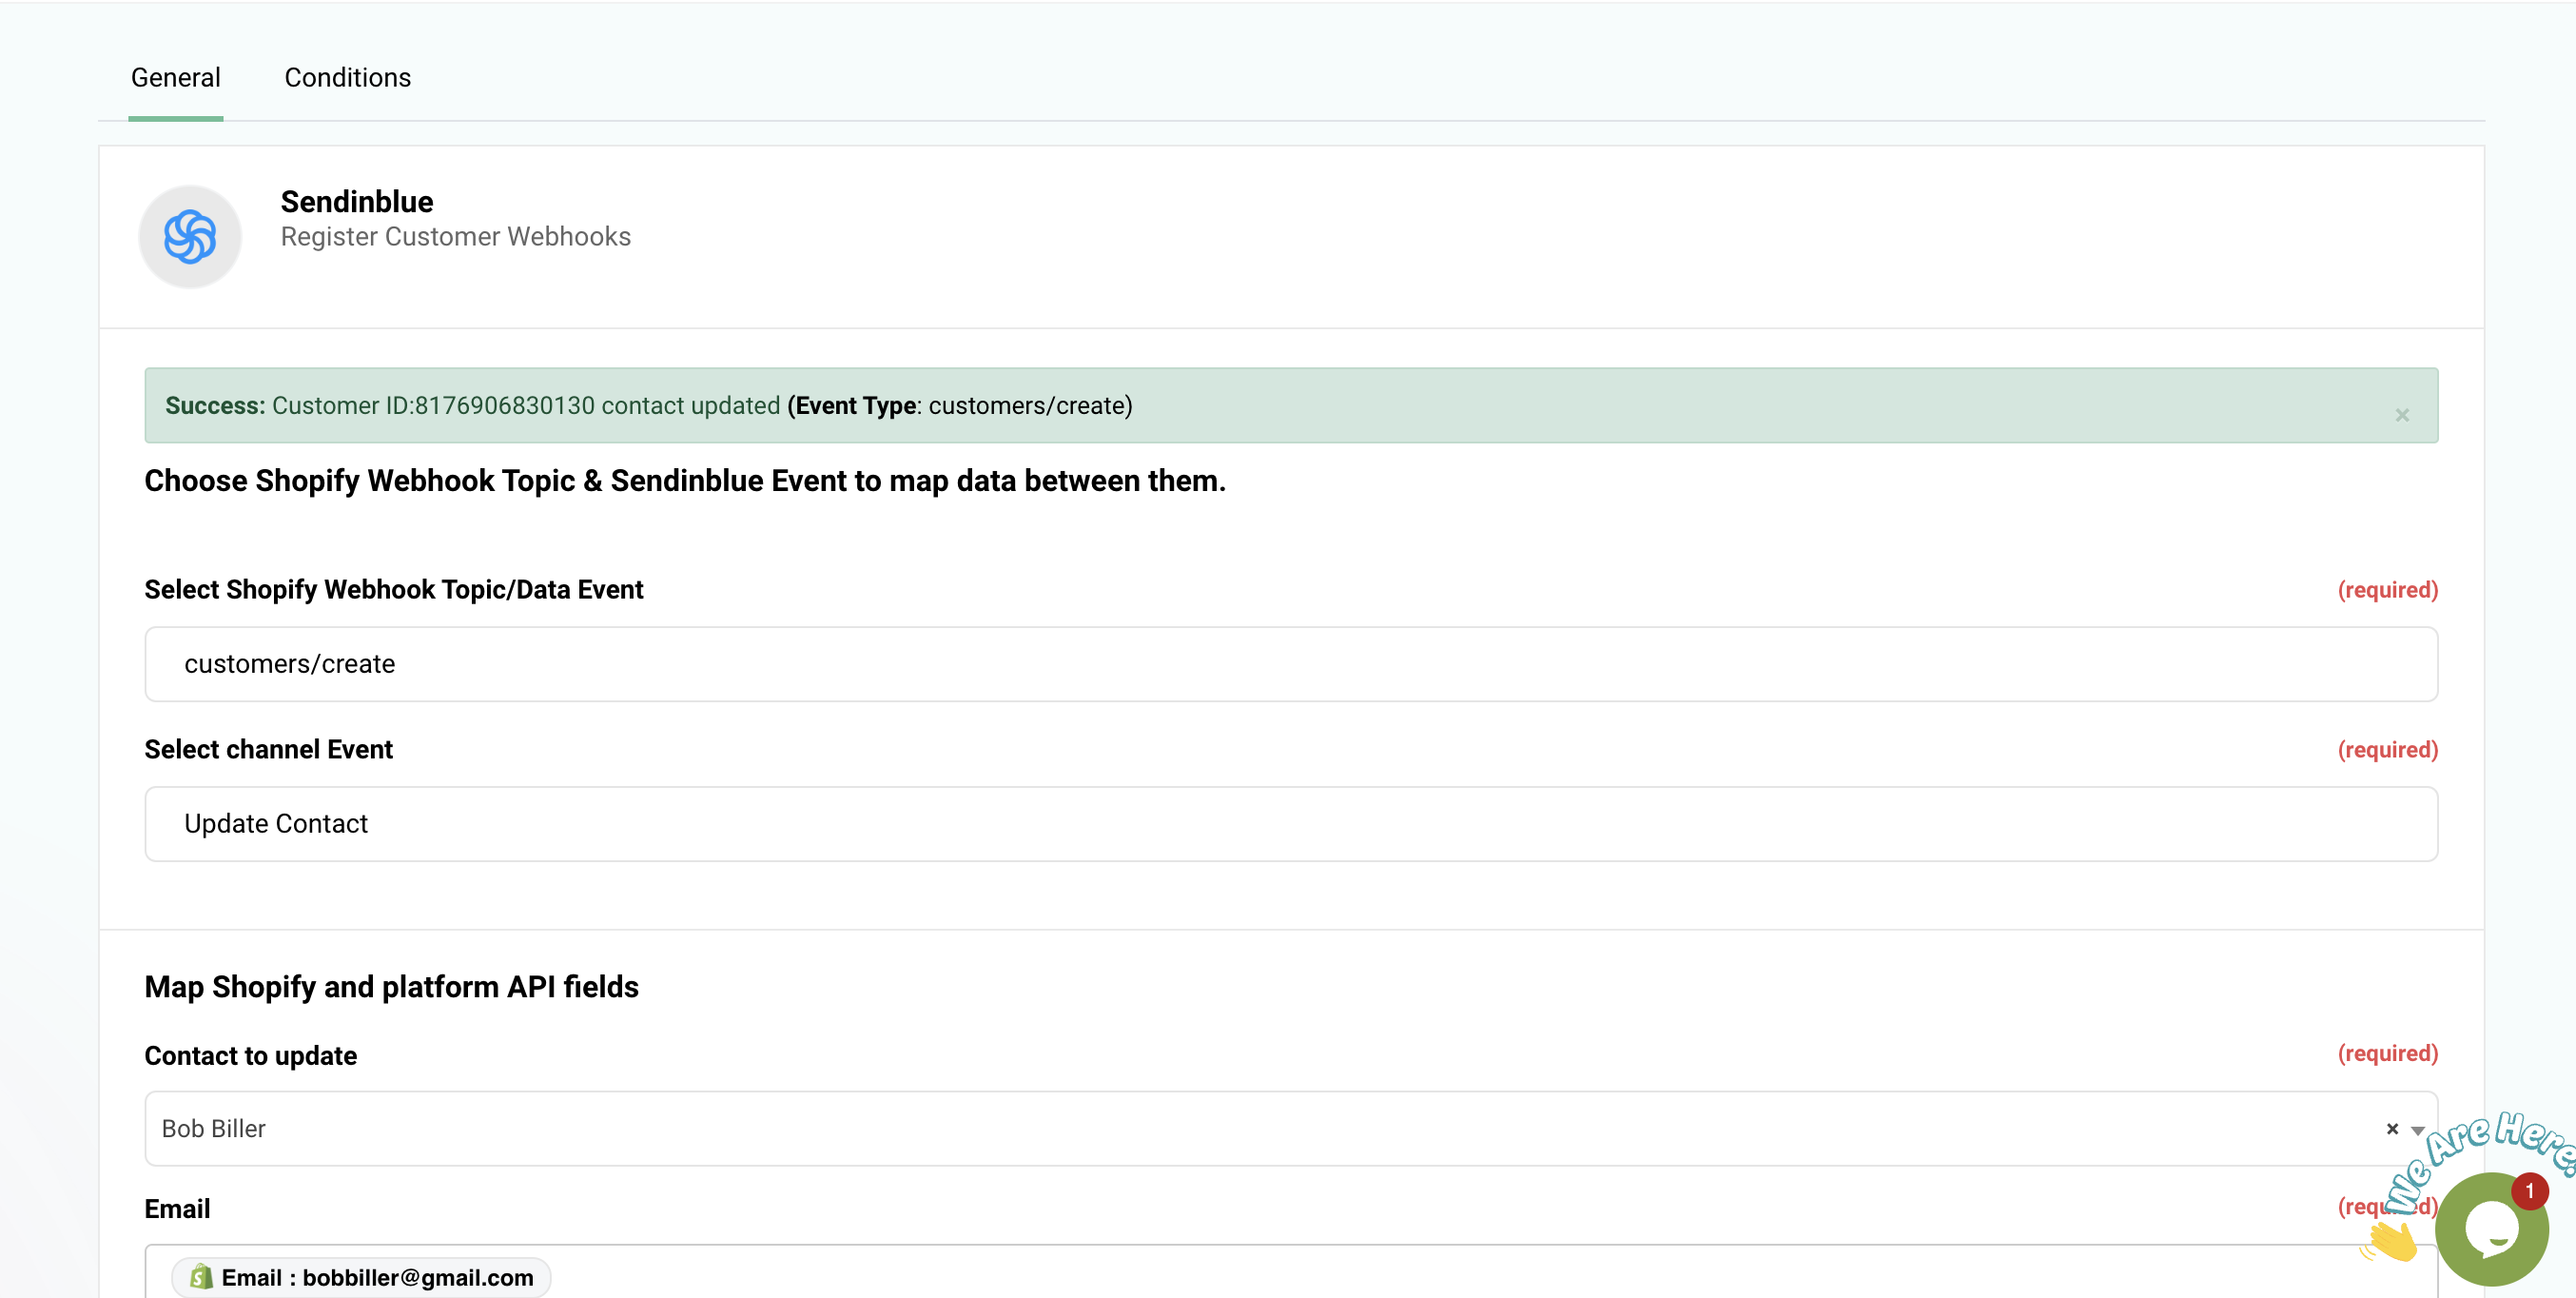 General Conditions
Sendinblue
Register Customer Webhooks
Success: Customer ID:8176906830130 contact updated (Event Type: customers/create)
×
Choose Shopify Webhook Topic & Sendinblue Event to map data between them.
Select Shopify Webhook Topic/Data Event (required)
customers/create
Select channel Event (required)
Update Contact
Map Shopify and platform API fields
Contact to update (required)
Bob Biller ×
We Are Here!
Email (required)
1
Email : bobbiller@gmail.com